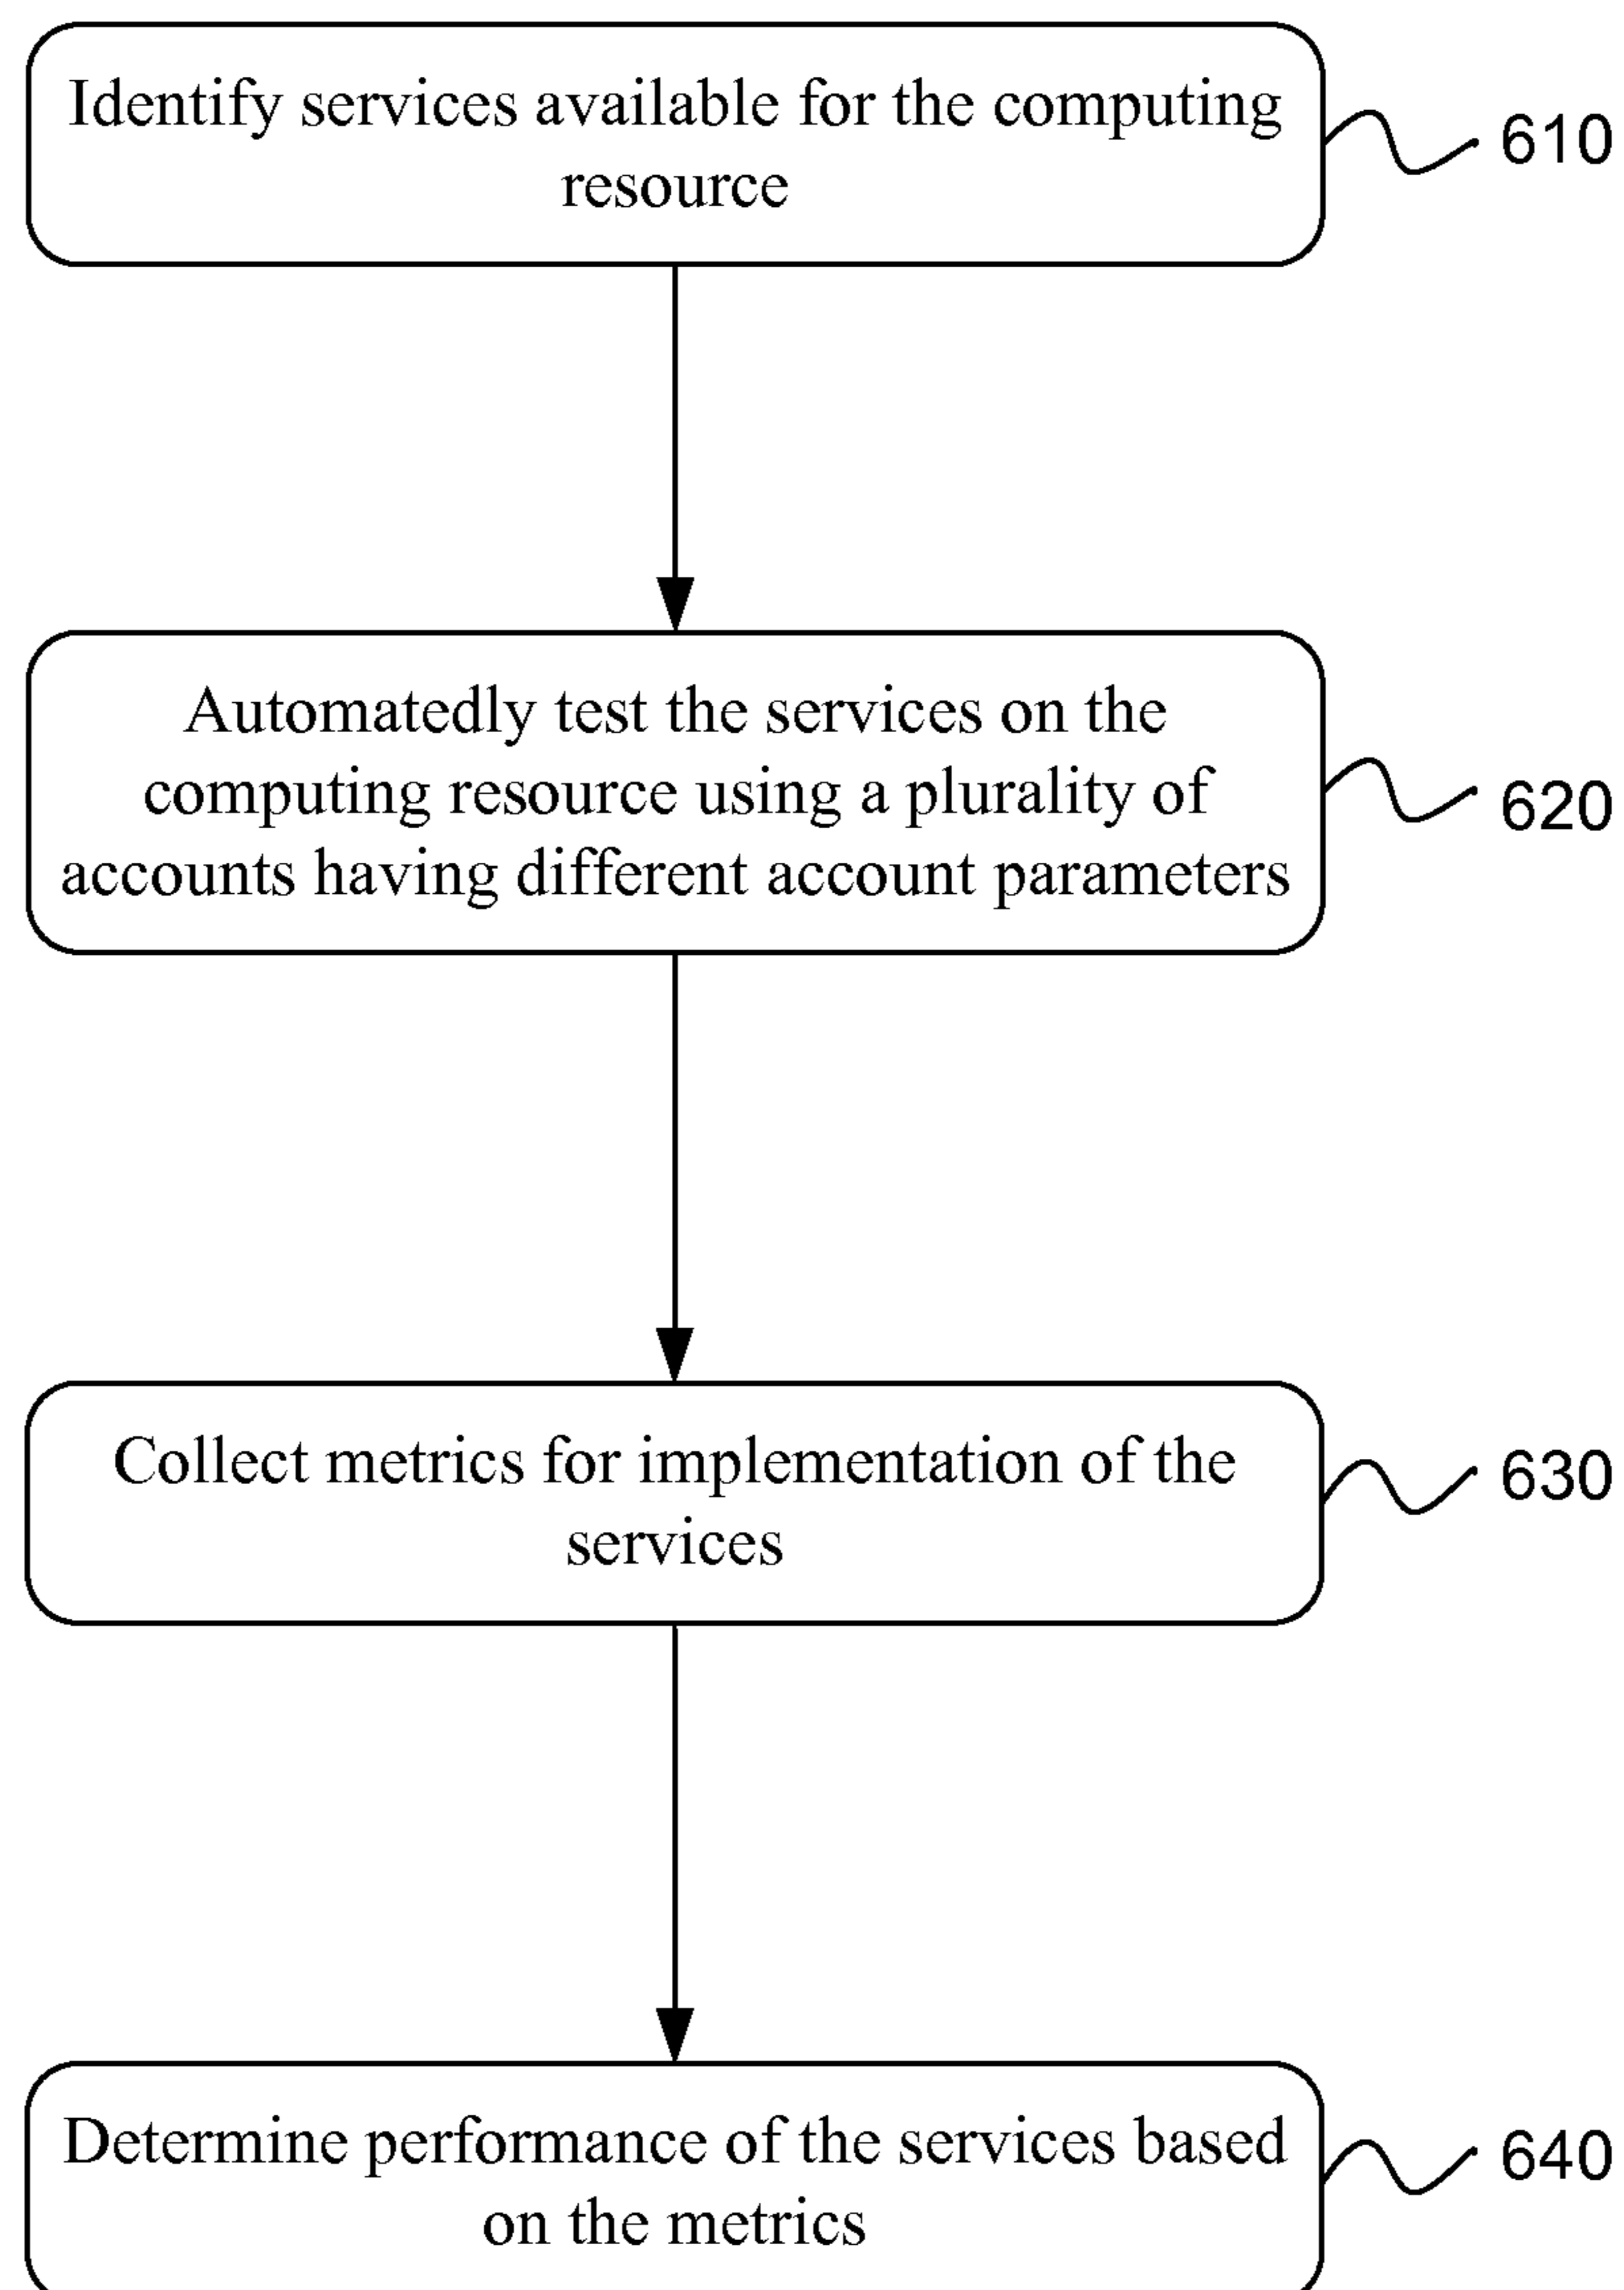 Identify services available for the computing
resource
610
Automatedly test the services on the
computing resource using a plurality of
accounts having different account parameters
620
Collect metrics for implementation of the
services
630
Determine performance of the services based
on the metrics
640